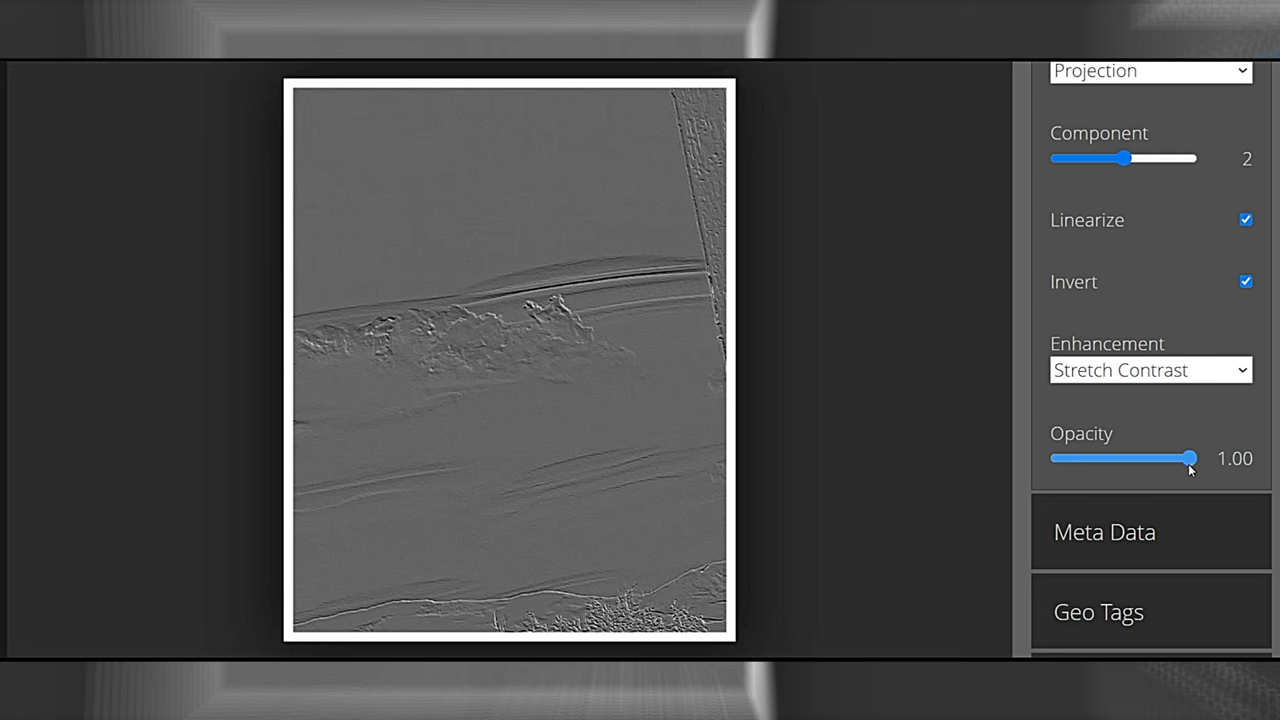 Projection
Component
2
Linearize
Invert
Enhancement
Stretch Contrast
Opacity
1.00
Meta Data
Geo Tags